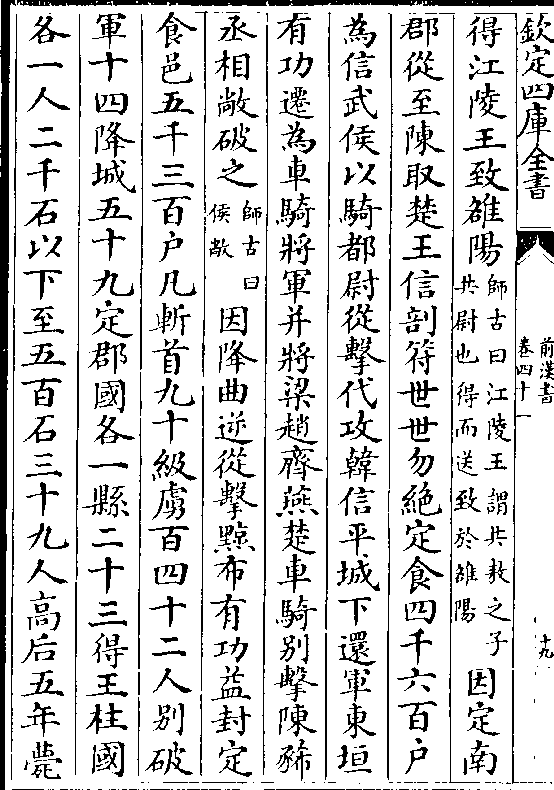 欽定四庫全書
前漢書
卷四十一
十九
得江陵王致雒陽師古曰江陵王謂共敖之子共尉也得而送致於雒陽因定南
郡從至陳取楚王信剖符世世勿絶定食四千六百户
為信武侯以騎都尉從擊代攻韓信平城下還軍東垣
有功遷為車騎將軍并將梁趙齊燕楚車騎別擊陳豨
丞相敞破之師古曰侯敞因降曲逆從擊黥布有功益封定
食邑五千三百户凡斬首九十級虜百四十二人別破
軍十四降城五十九定郡國各一縣二十三得王柱國
各一人二千石以下至五百石三十九人高后五年薨